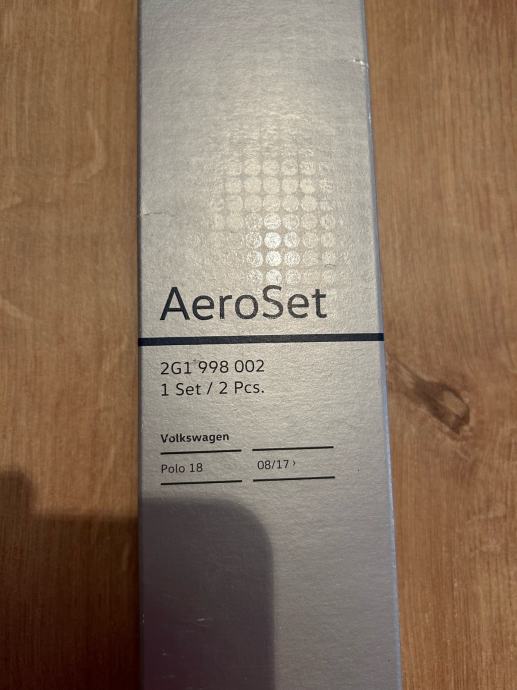 AeroSet
2G1 998 002
1 Set / 2 Pcs.
Volkswagen
Polo 18 08/17 ›